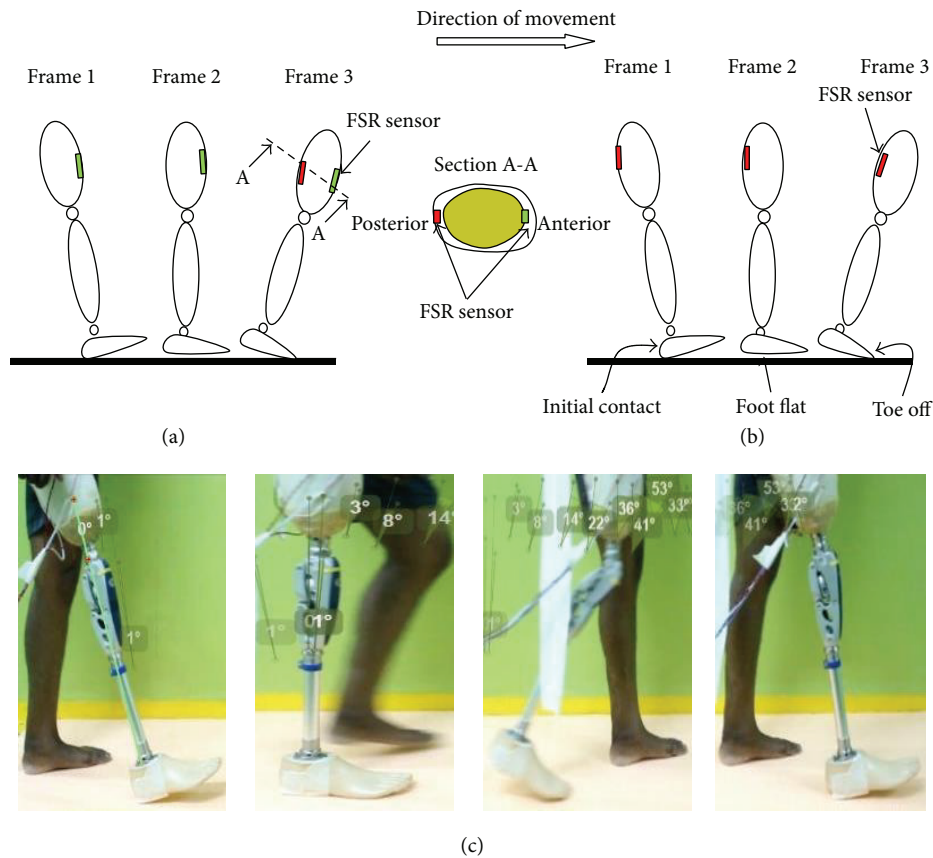 Direction of movement
Frame 1
Frame 2
Frame 3
FSR sensor
A
A
Section A-A
Posterior
Anterior
FSR sensor
Frame 1
Frame 2
Frame 3
FSR sensor
Initial contact
Foot flat
Toe off
(a)
(b)
0° 1°
1°
3°
8°
14°
1°
1°
3°
8°
14°
22°
36°
41°
53°
33°
36°
41°
53°
3.2°
(c)